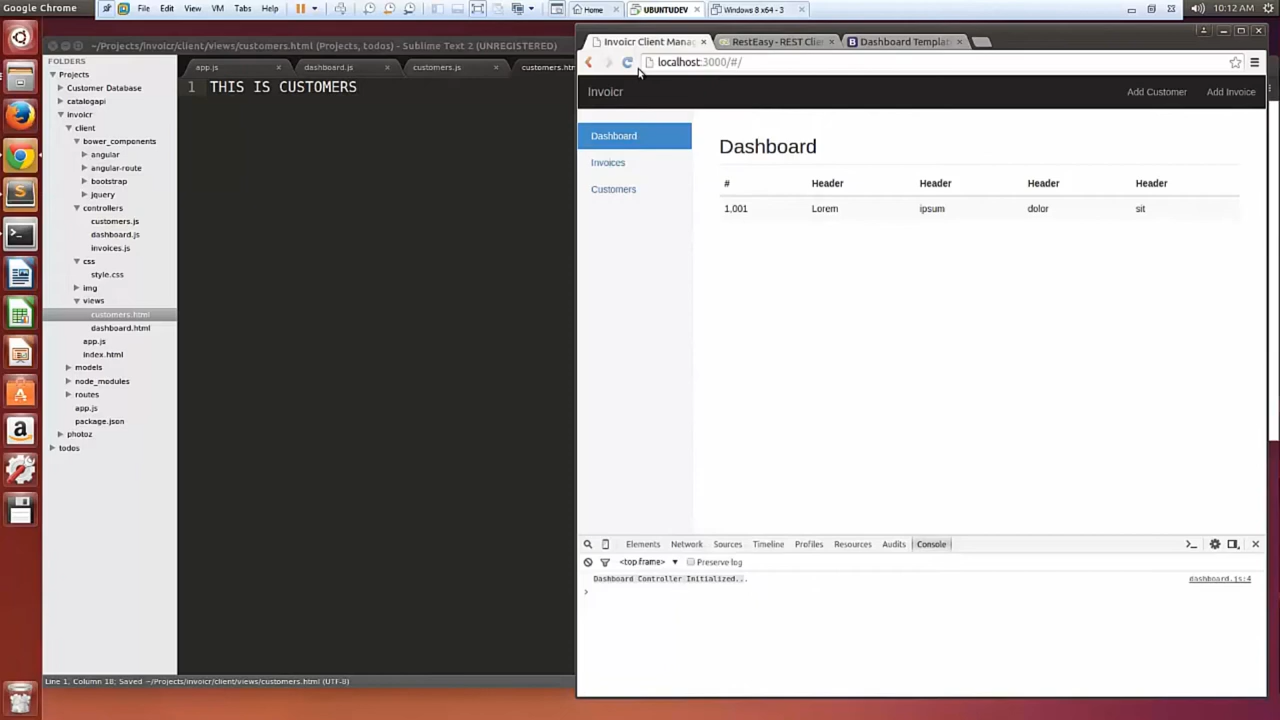 Google Chrome File Edit View VM Tabs Help Home UBUNTUDEV Windows 8 x64 - 3 10:12 AM
~/Projects/invoicr/client/views/customers.html (Projects, todos) - Sublime Text 2 (UNREGISTERED)
FOLDERS
Projects
Customer Database
catalogapi
invoicr
client
bower_components
angular
angular-route
bootstrap
jquery
controllers
customers.js
dashboard.js
invoices.js
css
style.css
img
views
customers.html
dashboard.html
app.js
index.html
models
node_modules
routes
app.js
package.json
photoz
todos
app.js dashboard.js customers.js customers.htm
1 THIS IS CUSTOMERS
Line 1, Column 18; Saved ~/Projects/invoicr/client/views/customers.html (UTF-8)
Invoicr Client Mana RestEasy - REST Clie Dashboard Templat
localhost:3000/#/
Invoicr Add Customer Add Invoice
Dashboard
Invoices
Customers
Dashboard
# Header Header Header Header
1,001 Lorem ipsum dolor sit
Elements Network Sources Timeline Profiles Resources Audits Console
<top frame> Preserve log
Dashboard Controller Initialized... dashboard.js:4